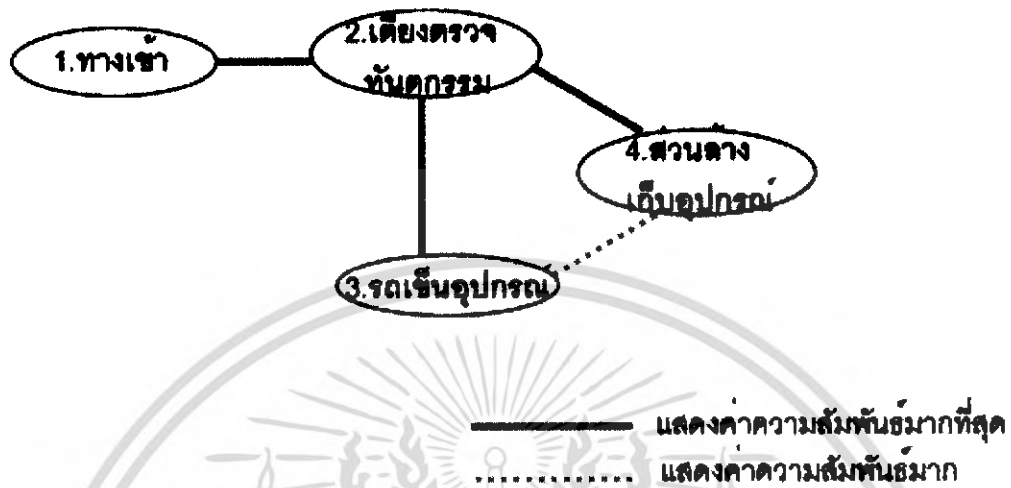 1.ทางเข้า
2.เตียงตรวจ
ทันตกรรม
4.ส่วนล้าง
เก็บอุปกรณ์
3.รถเข็นอุปกรณ์
แสดงค่าความสัมพันธ์มากที่สุด
แสดงค่าความสัมพันธ์มาก